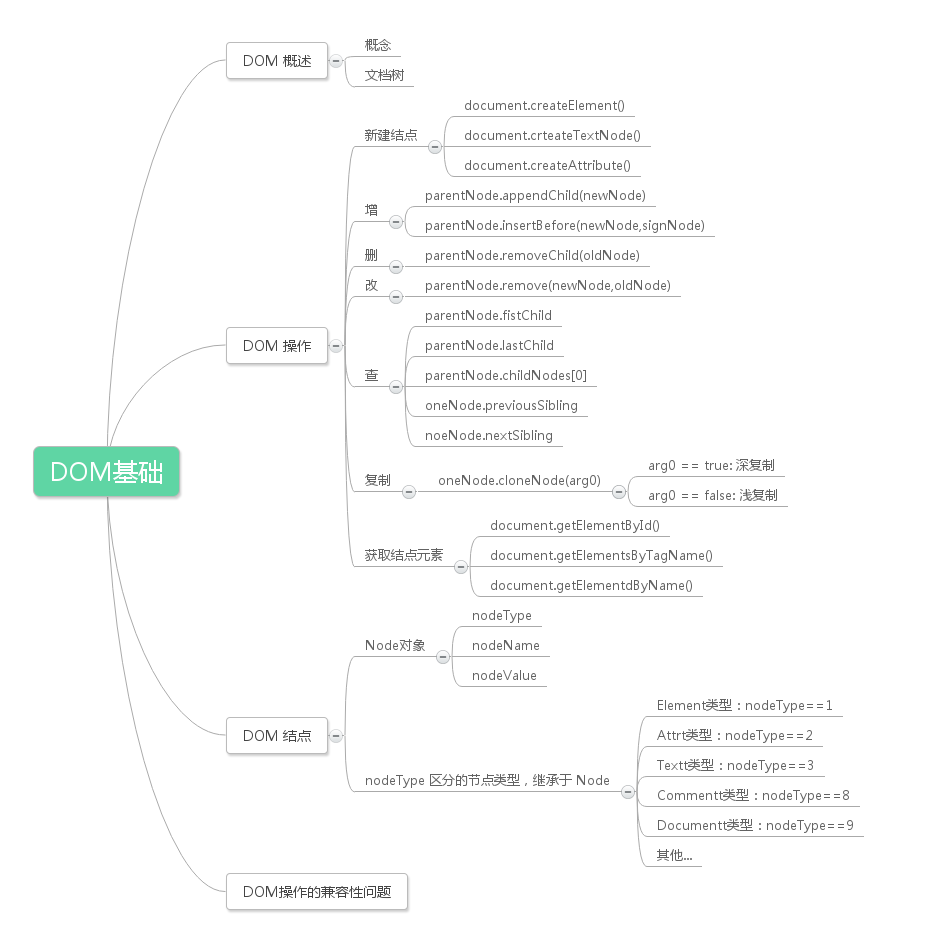 DOM基础
DOM 概述
概念
文档树
DOM 操作
新建结点
document.createElement()
document.crteateTextNode()
document.createAttribute()
增
parentNode.appendChild(newNode)
parentNode.insertBefore(newNode,signNode)
删
parentNode.removeChild(oldNode)
改
parentNode.remove(newNode,oldNode)
查
parentNode.fistChild
parentNode.lastChild
parentNode.childNodes[0]
oneNode.previousSibling
noeNode.nextSibling
复制
oneNode.cloneNode(arg0)
arg0 == true: 深复制
arg0 == false: 浅复制
获取结点元素
document.getElementById()
document.getElementsByTagName()
document.getElementdByName()
DOM 结点
Node对象
nodeType
nodeName
nodeValue
nodeType 区分的节点类型，继承于 Node
Element类型：nodeType==1
Attrt类型：nodeType==2
Textt类型：nodeType==3
Commentt类型：nodeType==8
Documentt类型：nodeType==9
其他...
DOM操作的兼容性问题